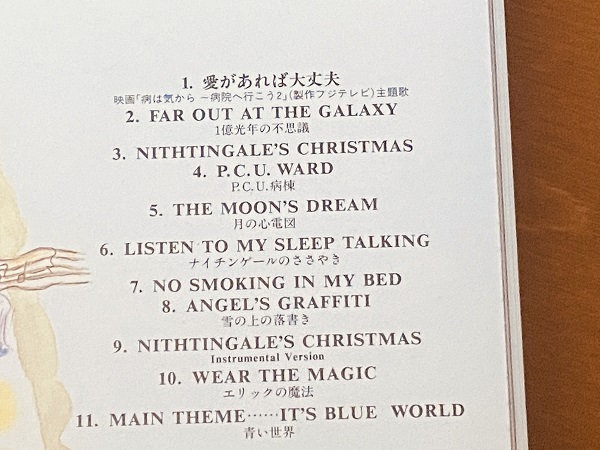 1. 愛があれば大丈夫
映画「病は気から ～病院へ行こう2」(製作フジテレビ)主題歌
2. FAR OUT AT THE GALAXY
1億光年の不思議
3. NITHTINGALE'S CHRISTMAS
4. P.C.U. WARD
P.C.U.病棟
5. THE MOON'S DREAM
月の心電図
6. LISTEN TO MY SLEEP TALKING
ナイチンゲールのささやき
7. NO SMOKING IN MY BED
8. ANGEL'S GRAFFITI
雪の上の落書き
9. NITHTINGALE'S CHRISTMAS
Instrumental Version
10. WEAR THE MAGIC
エリックの魔法
11. MAIN THEME……IT'S BLUE WORLD
青い世界